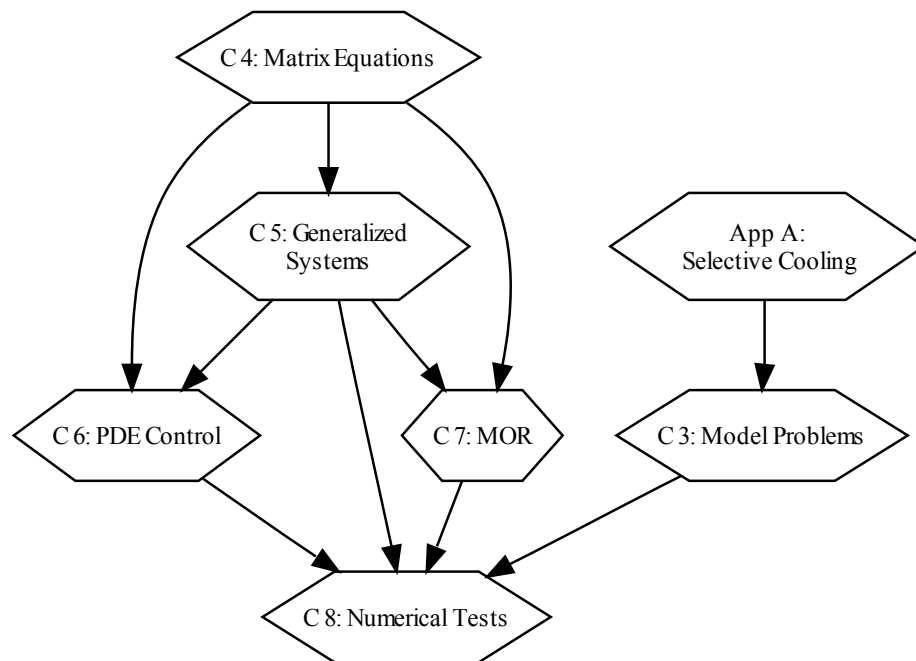 C 4: Matrix Equations
C 5: Generalized
Systems
App A:
Selective Cooling
C 6: PDE Control
C 7: MOR
C 3: Model Problems
C 8: Numerical Tests